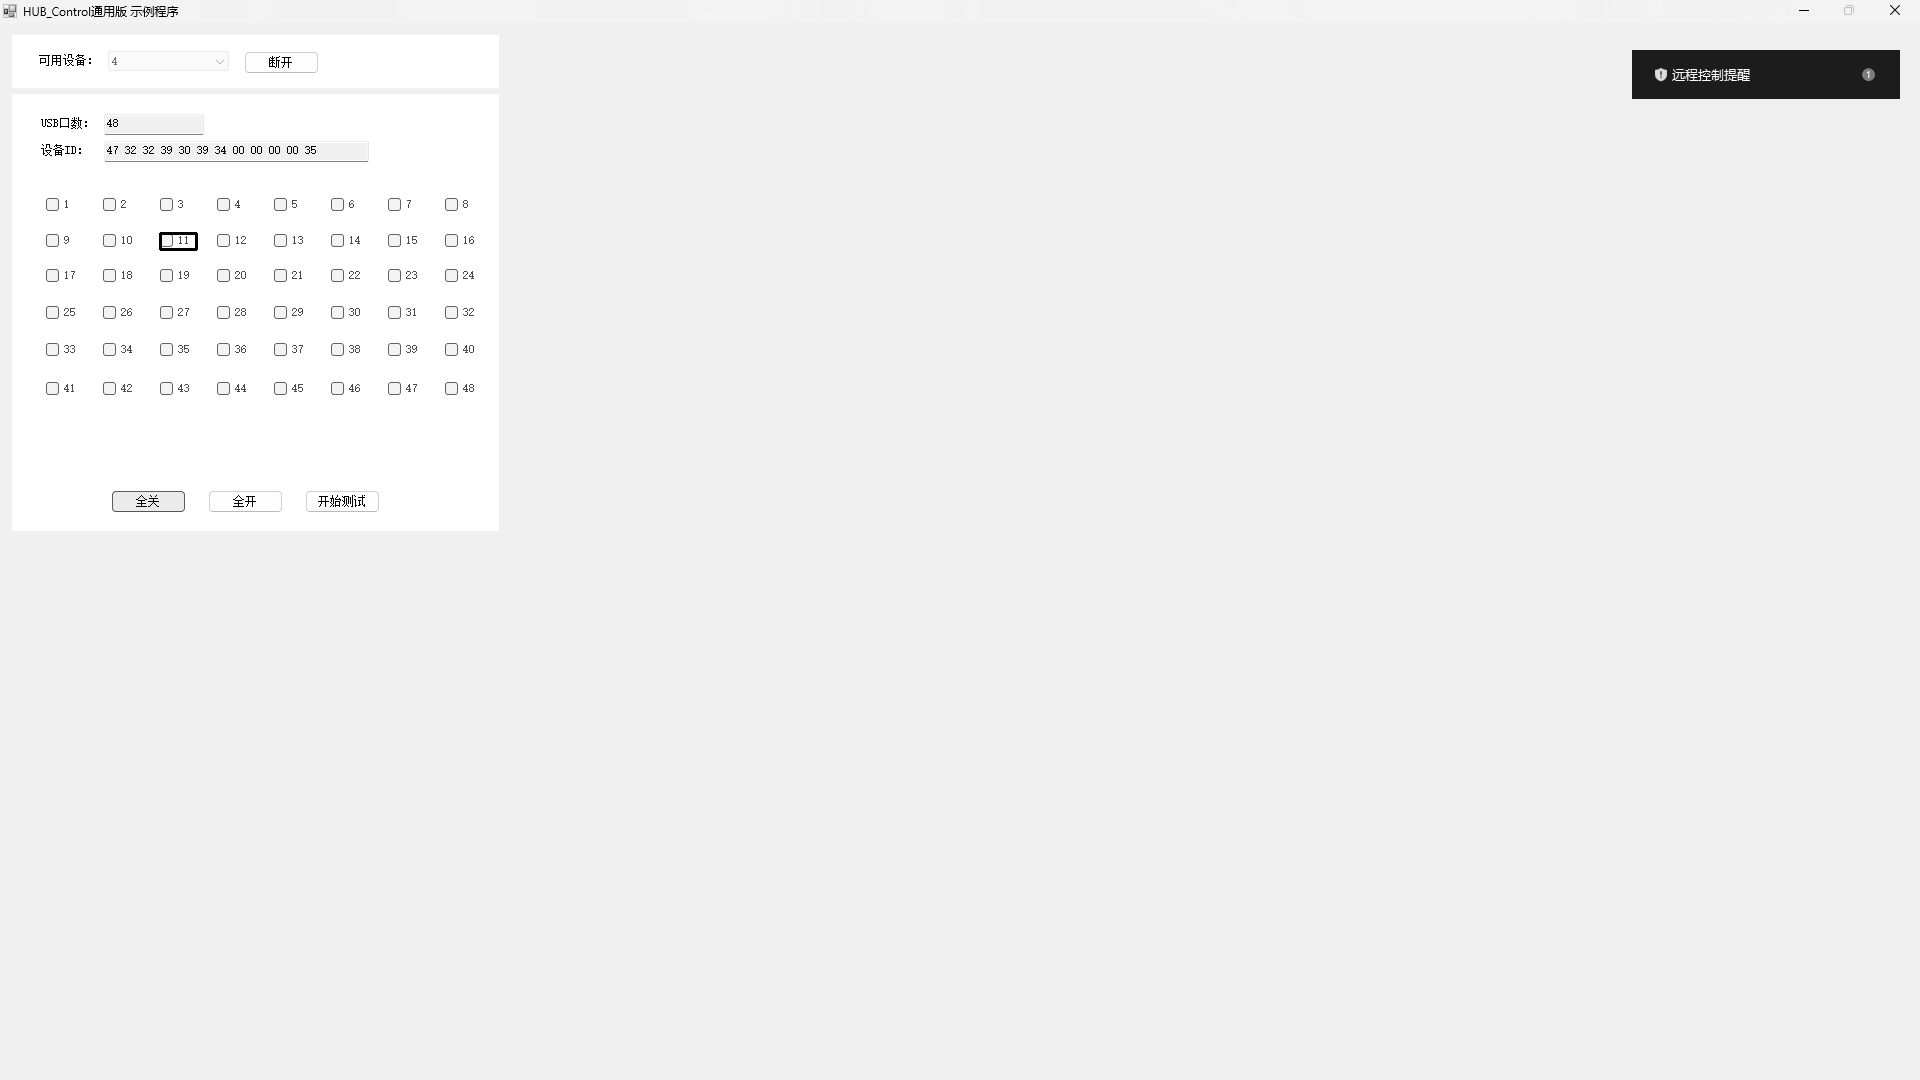 HUB_Control通用版 示例程序
可用设备： 4 断开
远程控制提醒 1
USB口数： 48
设备ID： 47 32 32 39 30 39 34 00 00 00 00 35
1 2 3 4 5 6 7 8
9 10 11 12 13 14 15 16
17 18 19 20 21 22 23 24
25 26 27 28 29 30 31 32
33 34 35 36 37 38 39 40
41 42 43 44 45 46 47 48
全关 全开 开始测试